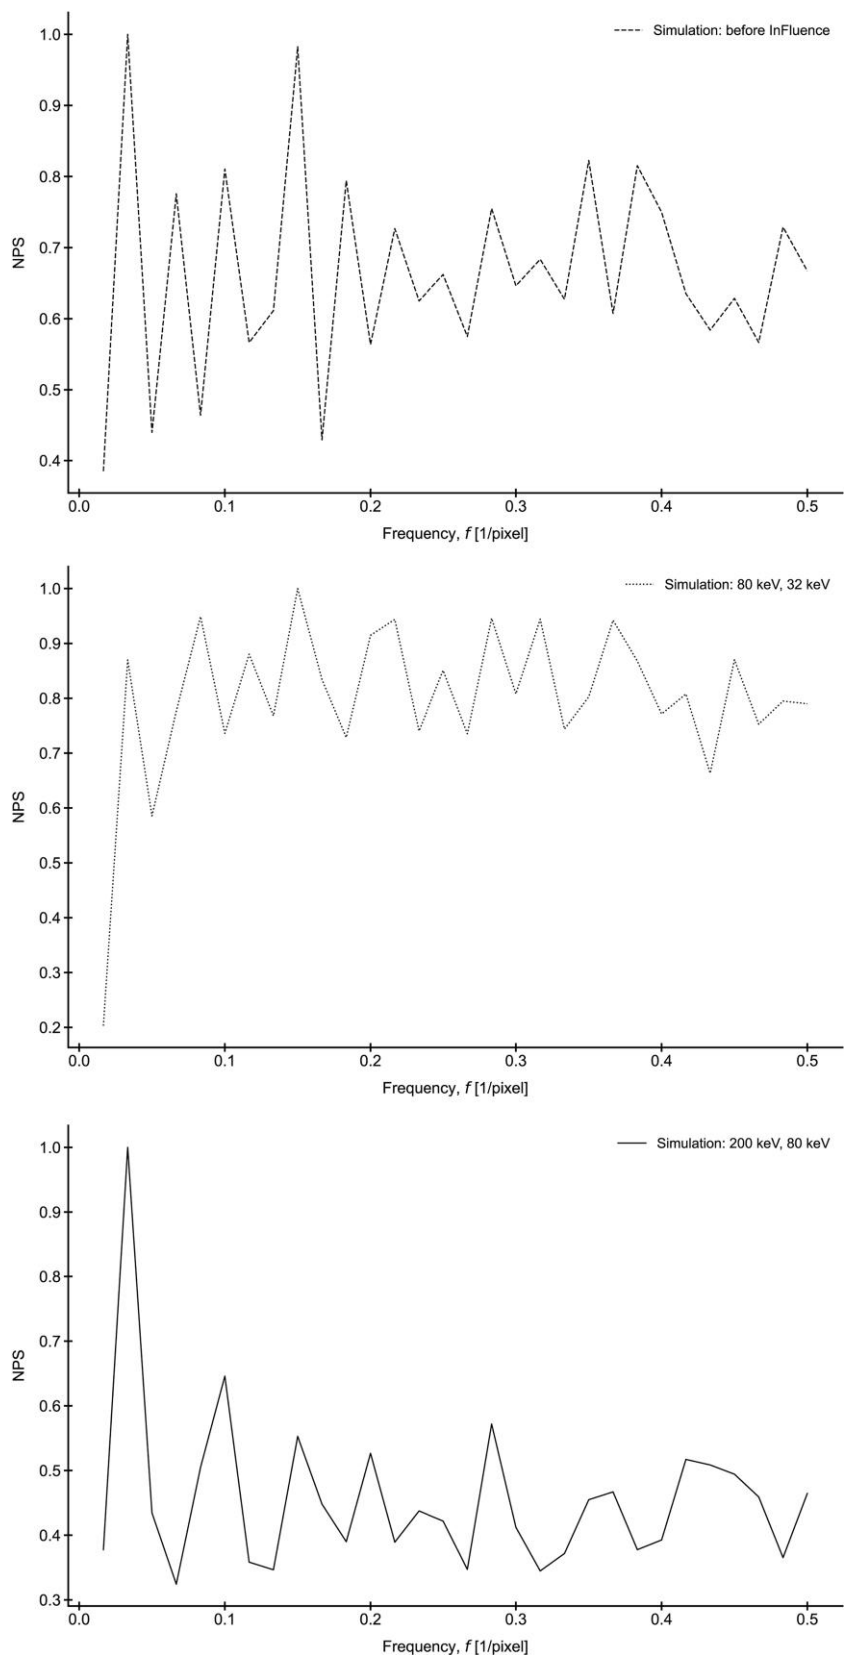 Simulation: before InFluence
1.0
0.9
0.8
0.7
0.6
0.5
0.4
NPS
0.0 0.1 0.2 0.3 0.4 0.5
Frequency, f [1/pixel]
Simulation: 80 keV, 32 keV
1.0
0.9
0.8
0.7
0.6
0.5
0.4
0.3
0.2
NPS
0.0 0.1 0.2 0.3 0.4 0.5
Frequency, f [1/pixel]
Simulation: 200 keV, 80 keV
1.0
0.9
0.8
0.7
0.6
0.5
0.4
0.3
NPS
0.0 0.1 0.2 0.3 0.4 0.5
Frequency, f [1/pixel]